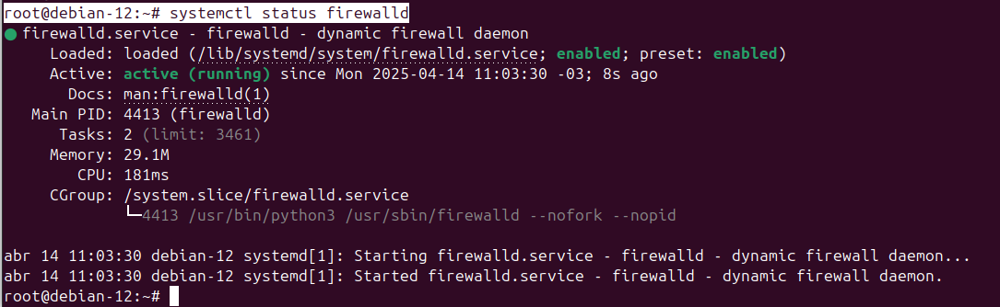 root@debian-12:~# systemctl status firewalld
● firewalld.service - firewalld - dynamic firewall daemon
     Loaded: loaded (/lib/systemd/system/firewalld.service; enabled; preset: enabled)
     Active: active (running) since Mon 2025-04-14 11:03:30 -03; 8s ago
       Docs: man:firewalld(1)
   Main PID: 4413 (firewalld)
      Tasks: 2 (limit: 3461)
     Memory: 29.1M
        CPU: 181ms
     CGroup: /system.slice/firewalld.service
             └─4413 /usr/bin/python3 /usr/sbin/firewalld --nofork --nopid

abr 14 11:03:30 debian-12 systemd[1]: Starting firewalld.service - firewalld - dynamic firewall daemon...
abr 14 11:03:30 debian-12 systemd[1]: Started firewalld.service - firewalld - dynamic firewall daemon.
root@debian-12:~#